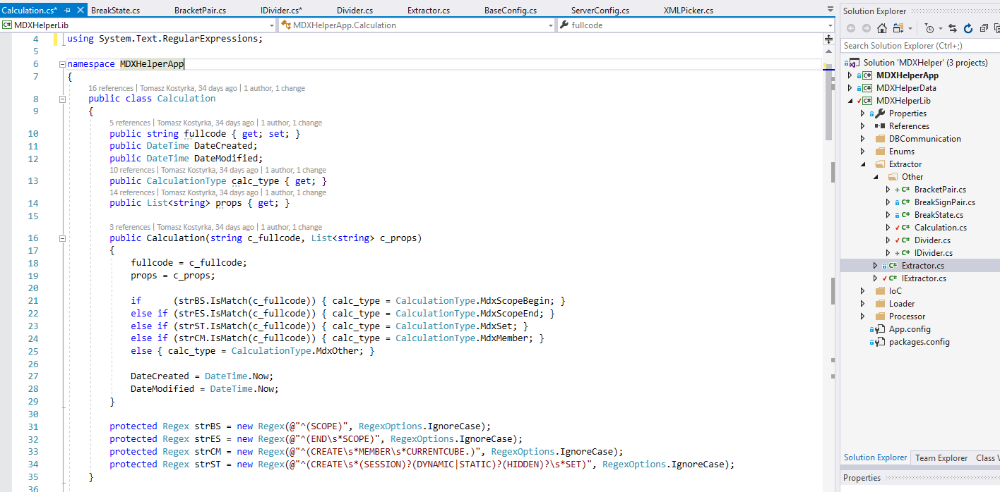 Calculation.cs*
BreakState.cs
BracketPair.cs
IDivider.cs*
Divider.cs
Extractor.cs
BaseConfig.cs
ServerConfig.cs
XMLPicker.cs
C# MDXHelperLib
MDXHelperApp.Calculation
fullcode
4 using System.Text.RegularExpressions;
5
6 namespace MDXHelperApp
7 {
16 references | Tomasz Kostyrka, 34 days ago | 1 author, 1 change
8 public class Calculation
9 {
5 references | Tomasz Kostyrka, 34 days ago | 1 author, 1 change
10 public string fullcode { get; set; }
11 public DateTime DateCreated;
12 public DateTime DateModified;
10 references | Tomasz Kostyrka, 34 days ago | 1 author, 1 change
13 public CalculationType calc_type { get; }
14 references | Tomasz Kostyrka, 34 days ago | 1 author, 1 change
14 public List<string> props { get; }
15
3 references | Tomasz Kostyrka, 34 days ago | 1 author, 1 change
16 public Calculation(string c_fullcode, List<string> c_props)
17 {
18 fullcode = c_fullcode;
19 props = c_props;
20
21 if (strBS.IsMatch(c_fullcode)) { calc_type = CalculationType.MdxScopeBegin; }
22 else if (strES.IsMatch(c_fullcode)) { calc_type = CalculationType.MdxScopeEnd; }
23 else if (strST.IsMatch(c_fullcode)) { calc_type = CalculationType.MdxSet; }
24 else if (strCM.IsMatch(c_fullcode)) { calc_type = CalculationType.MdxMember; }
25 else { calc_type = CalculationType.MdxOther; }
26
27 DateCreated = DateTime.Now;
28 DateModified = DateTime.Now;
29 }
30
31 protected Regex strBS = new Regex(@"^(SCOPE)", RegexOptions.IgnoreCase);
32 protected Regex strES = new Regex(@"^(END\s*SCOPE)", RegexOptions.IgnoreCase);
33 protected Regex strCM = new Regex(@"^(CREATE\s*MEMBER\s*CURRENTCUBE.)", RegexOptions.IgnoreCase);
34 protected Regex strST = new Regex(@"^(CREATE\s*(SESSION)?(DYNAMIC|STATIC)?(HIDDEN)?\s*SET)", RegexOptions.IgnoreCase);
35 }
36
Solution Explorer
Search Solution Explorer (Ctrl+;)
Solution 'MDXHelper' (3 projects)
C# MDXHelperApp
C# MDXHelperData
C# MDXHelperLib
Properties
References
DBCommunication
Enums
Extractor
Other
C# BracketPair.cs
C# BreakSignPair.cs
C# BreakState.cs
C# Calculation.cs
C# Divider.cs
C# IDivider.cs
C# Extractor.cs
C# IExtractor.cs
IoC
Loader
Processor
App.config
packages.config
Solution Explorer
Team Explorer
Class
Properties